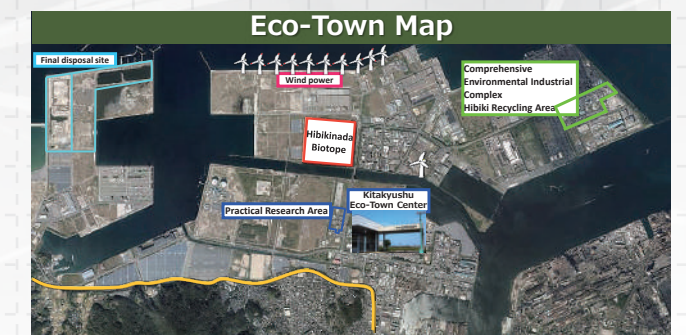 Eco-Town Map
Final disposal site
Wind power
Comprehensive
Environmental Industrial
Complex
Hibiki Recycling Area
Hibikinada
Biotope
Kitakyushu
Eco-Town Center
Practical Research Area